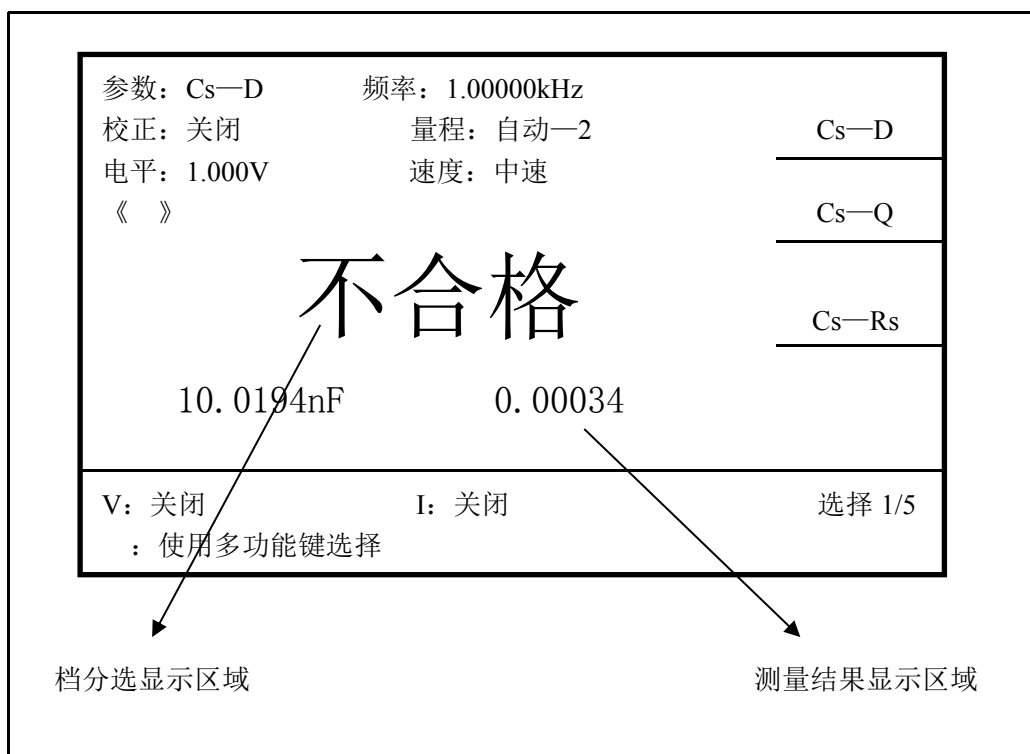 参数：Cs—D 频率：1.00000kHz
校正：关闭 量程：自动—2 Cs—D
电平：1.000V 速度：中速
《 》 Cs—Q
不合格
Cs—Rs
10.0194nF 0.00034
V：关闭 I：关闭 选择 1/5
：使用多功能键选择
档分选显示区域 测量结果显示区域